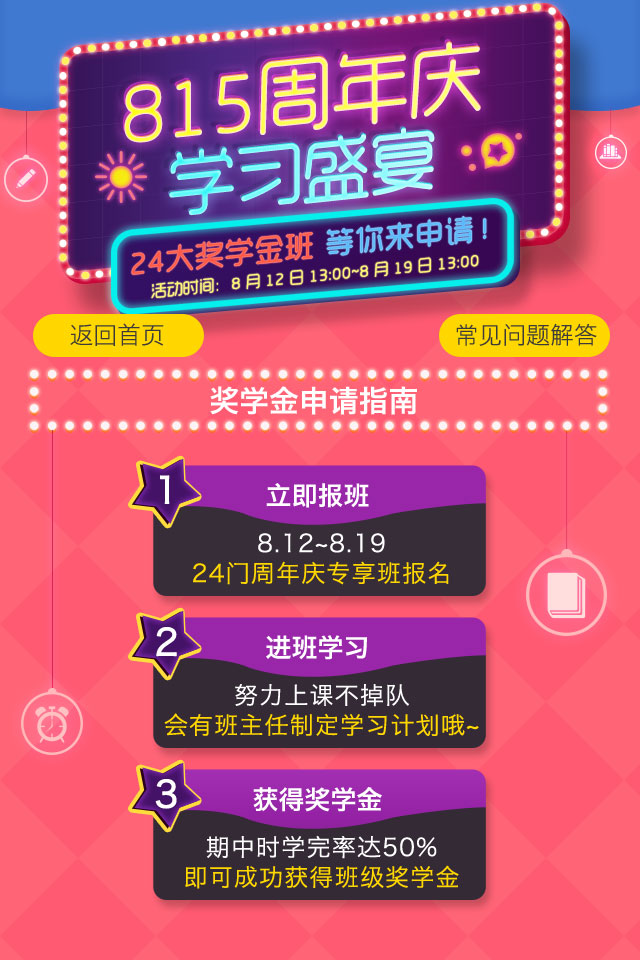 815周年庆
学习盛宴
24大奖学金班 等你来申请！
活动时间：8月12日13:00~8月19日13:00
返回首页
常见问题解答
奖学金申请指南
1
立即报班
8.12~8.19
24门周年庆专享班报名
2
进班学习
努力上课不掉队
会有班主任制定学习计划哦~
3
获得奖学金
期中时学完率达50%
即可成功获得班级奖学金